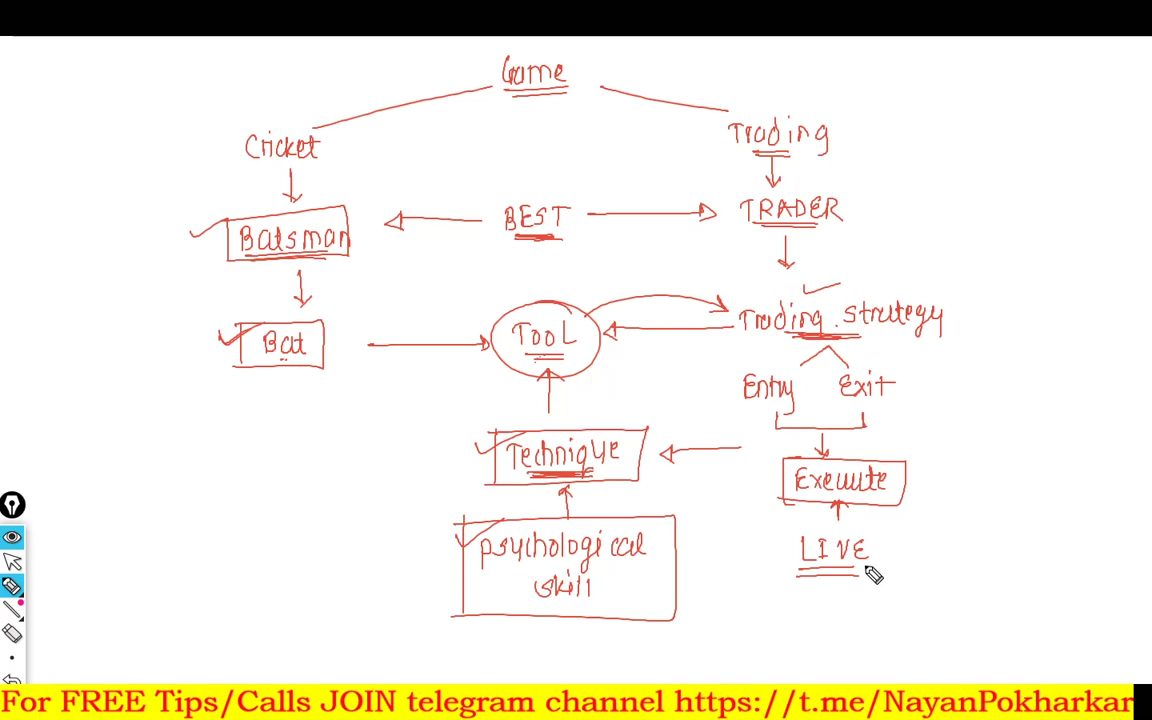 Game
Cricket
Trading
BEST
TRADER
Batsman
Trading strategy
TOOL
Bat
Entry Exit
Technique
Execute
psychological
skill
LIVE
For FREE Tips/Calls JOIN telegram channel https://t.me/NayanPokharkar